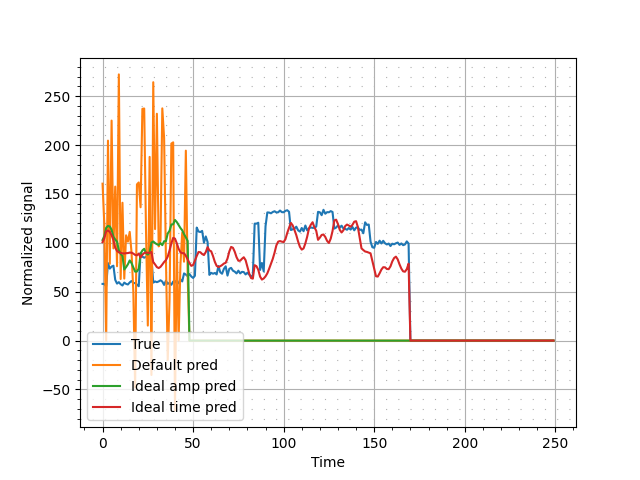 Normalized signal
250
200
150
100
50
0
−50
True
Default pred
Ideal amp pred
Ideal time pred
0 50 100 150 200 250
Time